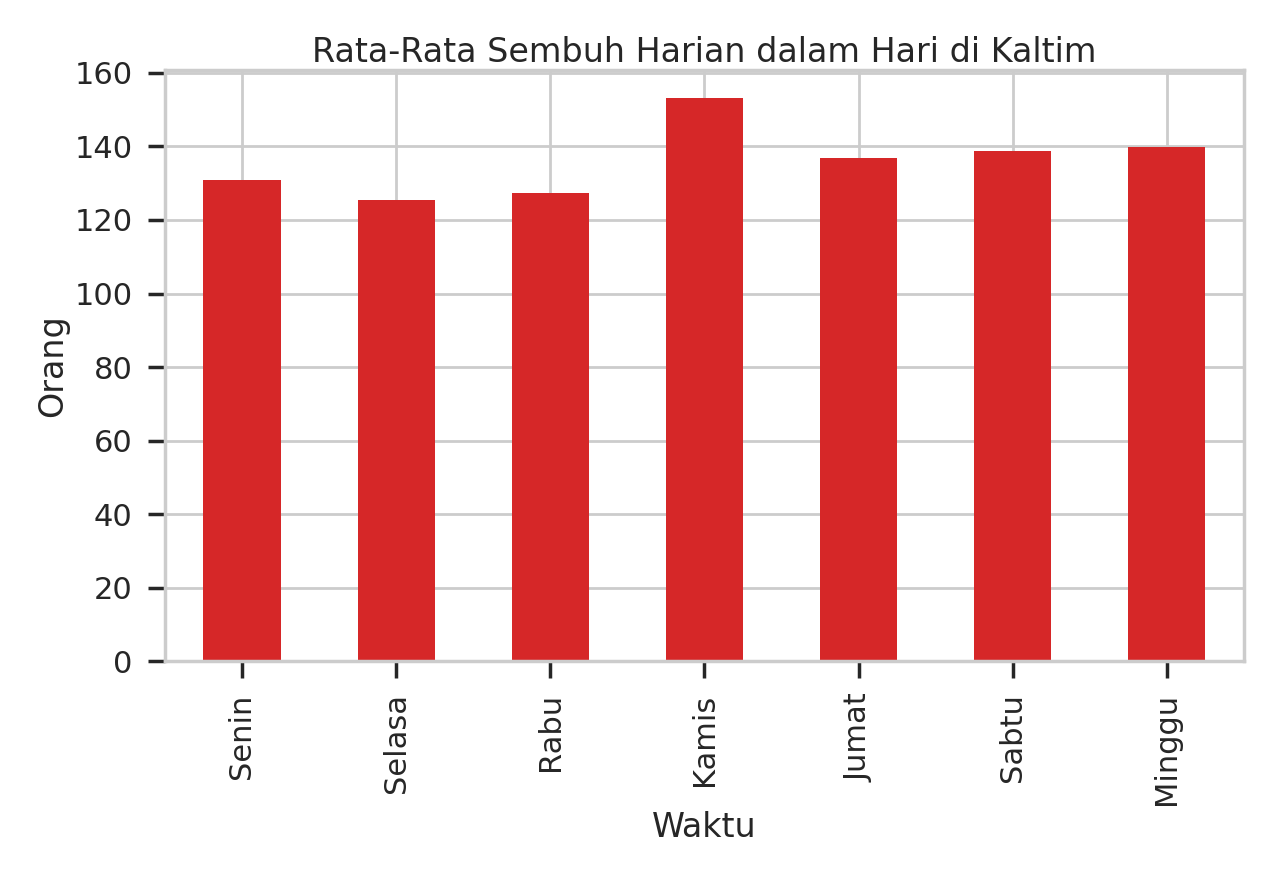 Rata-Rata Sembuh Harian dalam Hari di Kaltim
160
140
120
100
80
60
40
20
0
Orang
Senin
Selasa
Rabu
Kamis
Jumat
Sabtu
Minggu
Waktu